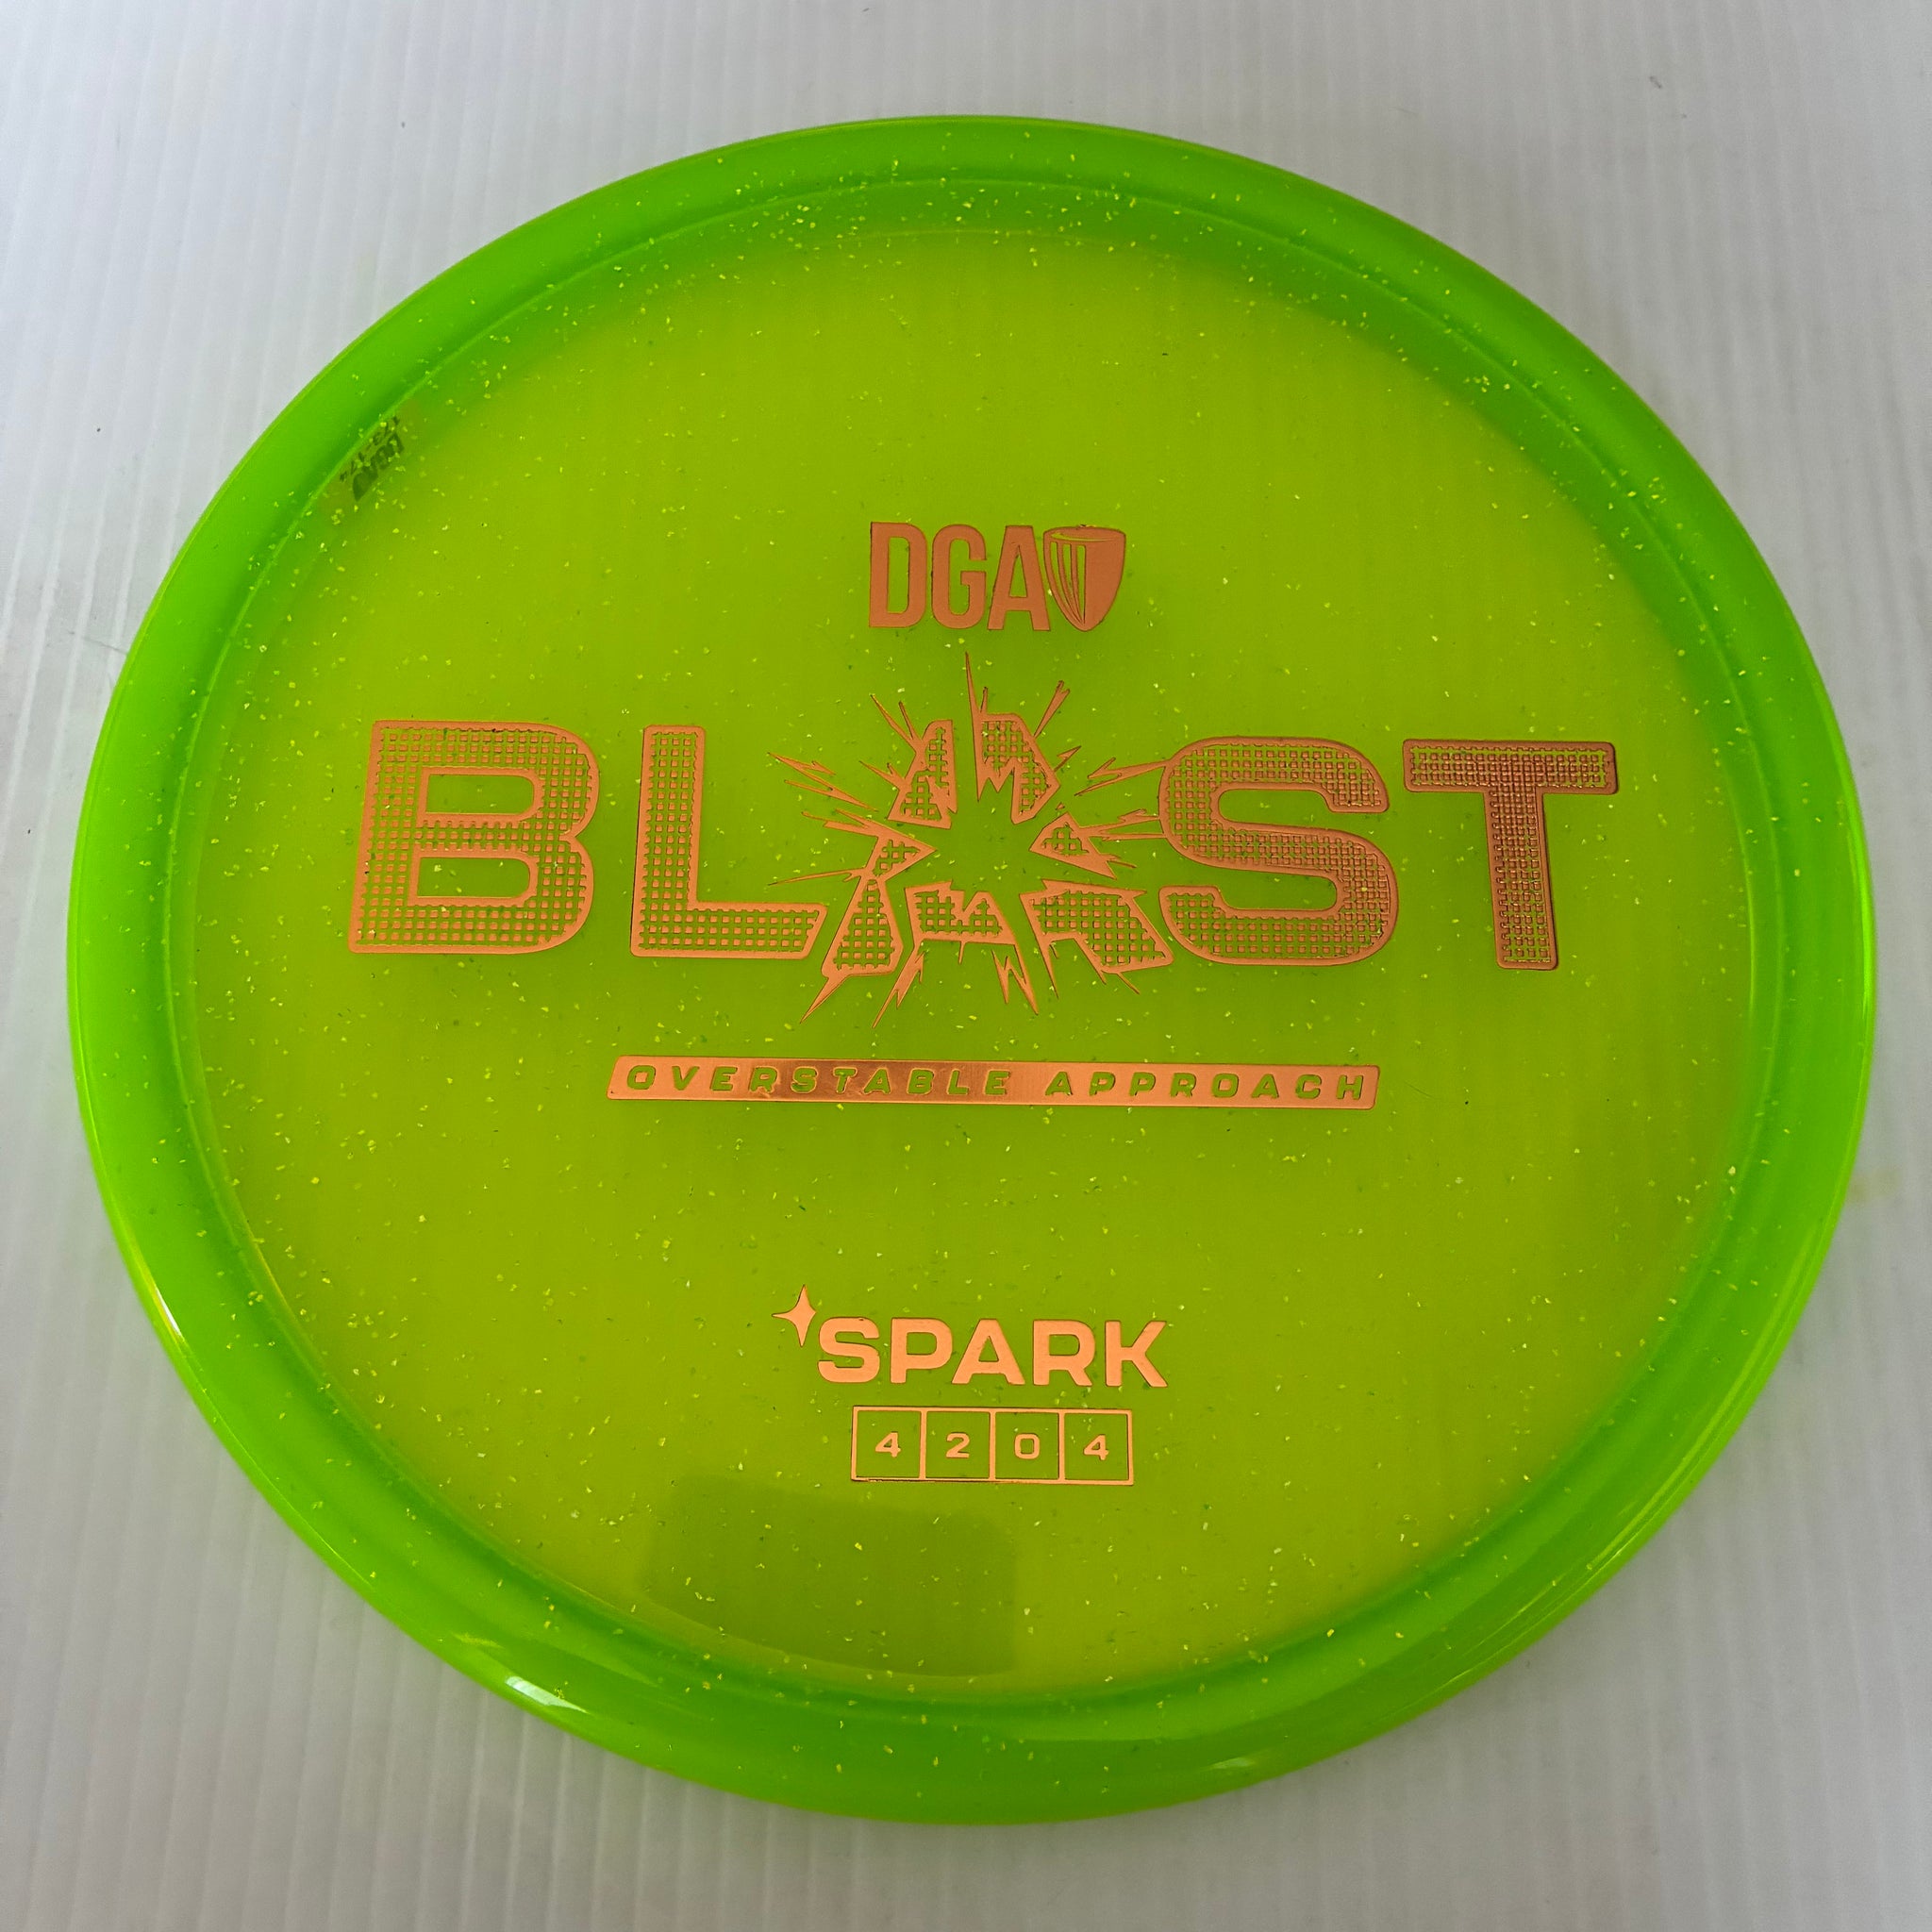 DGA
BLAST
OVERSTABLE APPROACH
SPARK
4 2 0 4